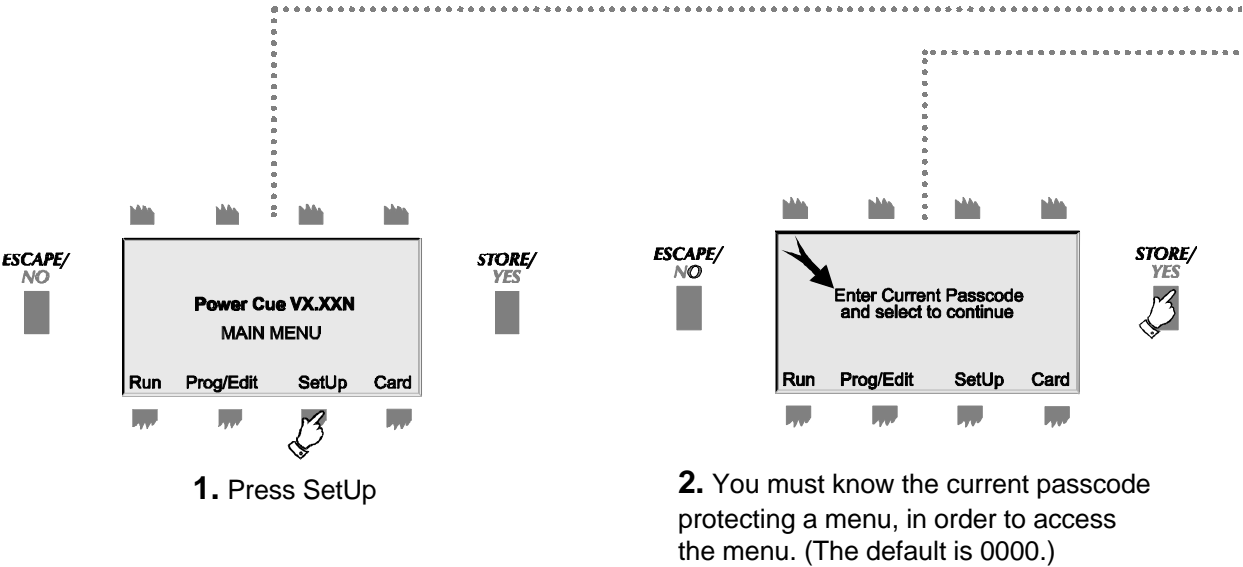 ESCAPE/
NO
Power Cue VX.XXN
MAIN MENU
Run Prog/Edit SetUp Card
STORE/
YES
1. Press SetUp
ESCAPE/
NO
Enter Current Passcode
and select to continue
Run Prog/Edit SetUp Card
STORE/
YES
2. You must know the current passcode
protecting a menu, in order to access
the menu. (The default is 0000.)